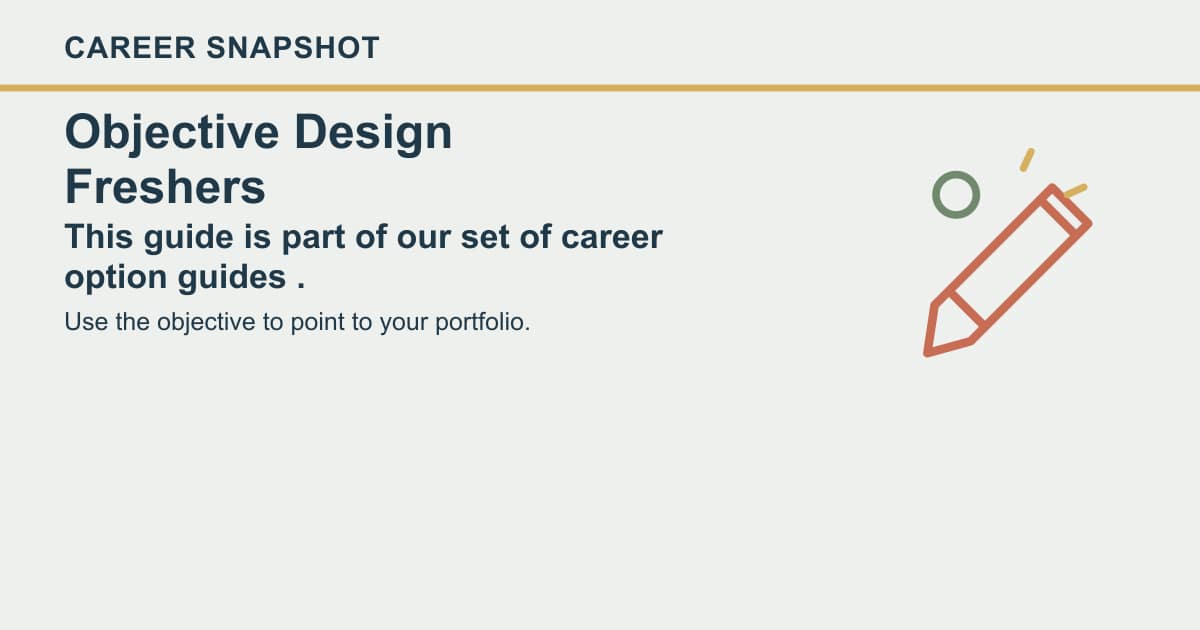 CAREER SNAPSHOT
Objective Design
Freshers
This guide is part of our set of career
option guides .
Use the objective to point to your portfolio.